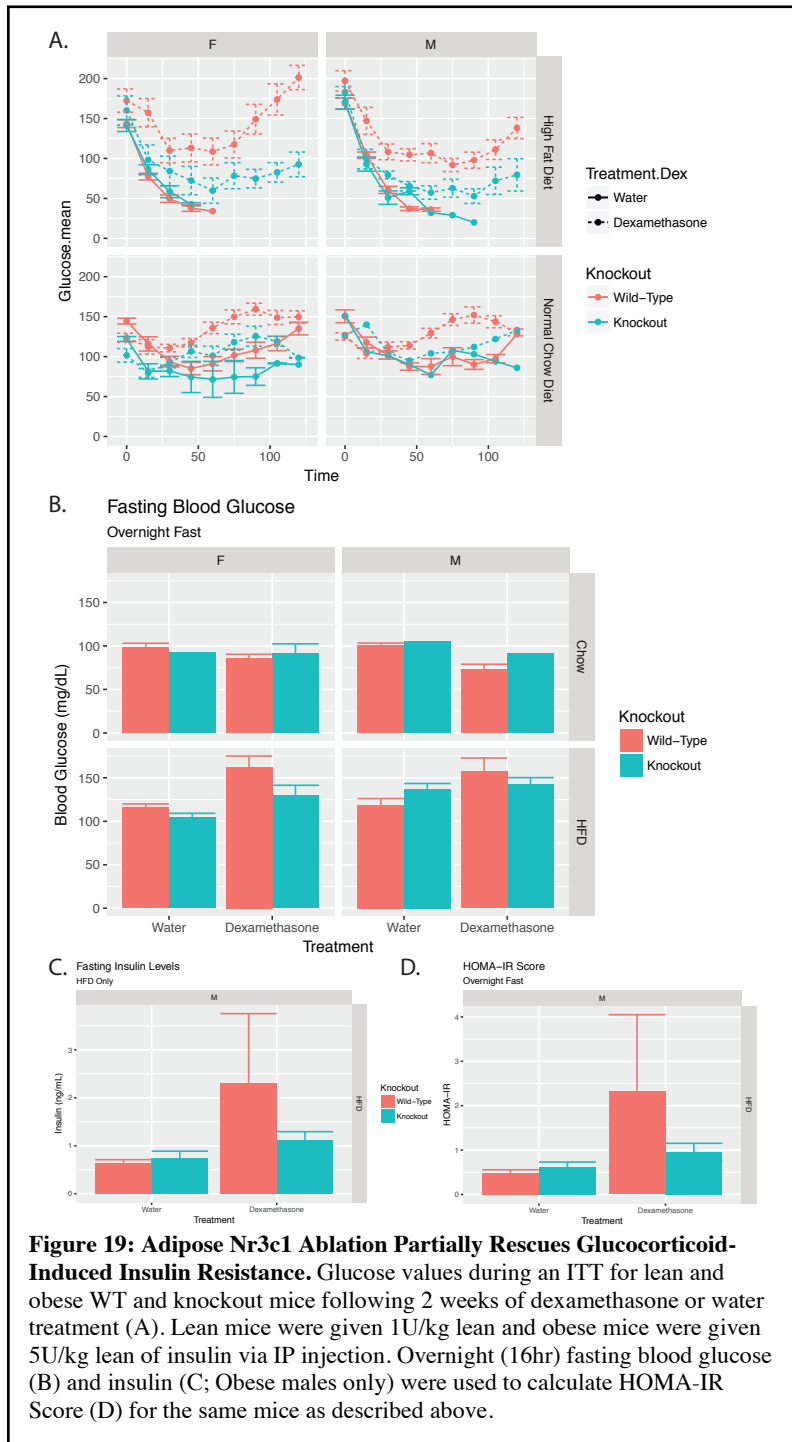 A.
F
M
200
150
100
50
0
200
150
100
50
0
Glucose.mean
High Fat Diet
Normal Chow Diet
0
100
0
100
Time
Treatment.Dex
Water
Dexamethasone
Knockout
Wild-Type
Knockout
B.
Fasting Blood Glucose
Overnight Fast
F
M
150
100
50
0
150
100
50
0
Blood Glucose (mg/dL)
Chow
HFD
Water
Dexamethasone
Water
Dexamethasone
Treatment
Knockout
Wild-Type
Knockout
C.
Fasting Insulin Levels
HFD Only
M
3
2
1
0
Insulin (ng/mL)
HFD
Water
Dexamethasone
Treatment
Knockout
Wild-Type
Knockout
D.
HOMA-IR Score
Overnight Fast
M
4
3
2
1
0
HOMA-IR
HFD
Water
Dexamethasone
Treatment
Figure 19: Adipose Nr3c1 Ablation Partially Rescues Glucocorticoid-
Induced Insulin Resistance. Glucose values during an ITT for lean and
obese WT and knockout mice following 2 weeks of dexamethasone or water
treatment (A). Lean mice were given 1U/kg lean and obese mice were given
5U/kg lean of insulin via IP injection. Overnight (16hr) fasting blood glucose
(B) and insulin (C; Obese males only) were used to calculate HOMA-IR
Score (D) for the same mice as described above.